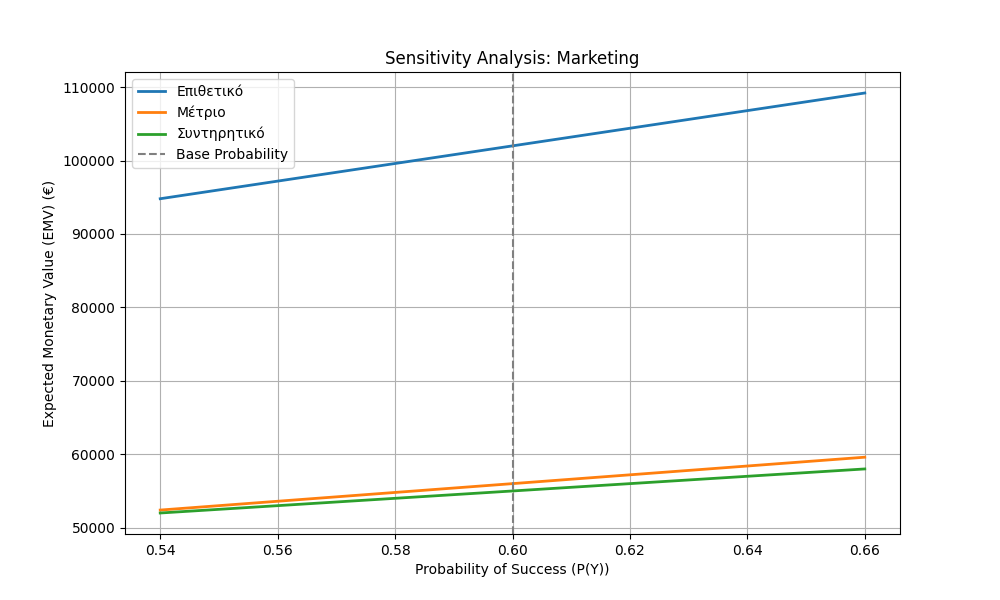 Sensitivity Analysis: Marketing
Επιθετικό
Μέτριο
Συντηρητικό
Base Probability
Expected Monetary Value (EMV) (€)
110000
100000
90000
80000
70000
60000
50000
0.54 0.56 0.58 0.60 0.62 0.64 0.66
Probability of Success (P(Y))